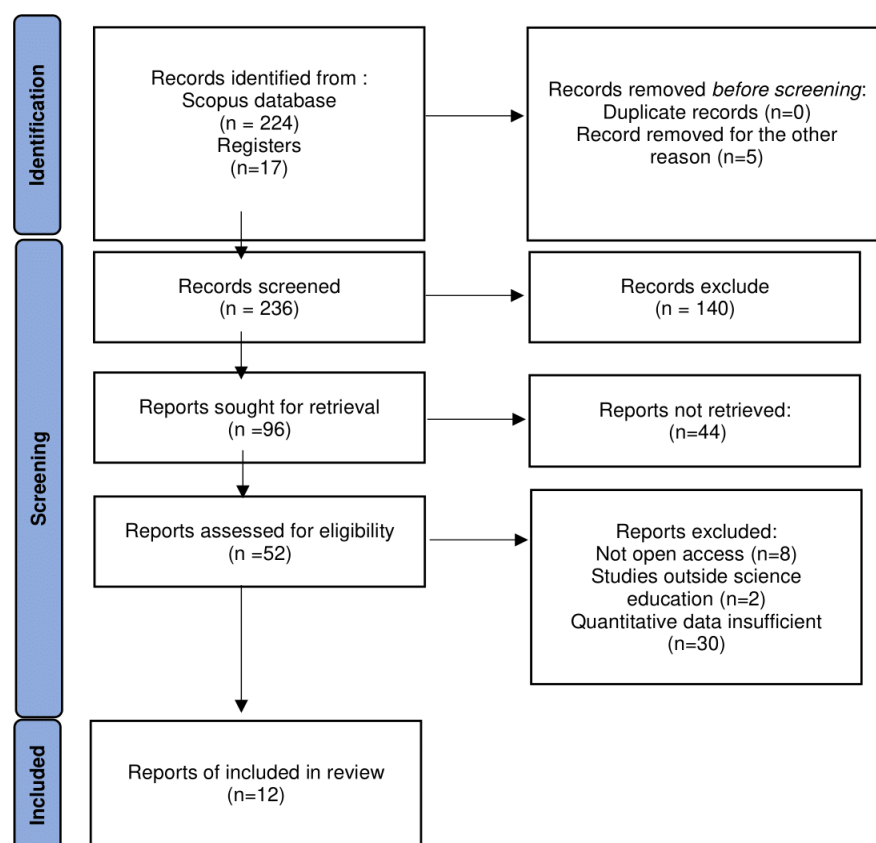 Identification
Records identified from :
Scopus database
(n = 224)
Registers
(n=17)
Records removed before screening:
Duplicate records (n=0)
Record removed for the other
reason (n=5)
Screening
Records screened
(n = 236)
Records exclude
(n = 140)
Reports sought for retrieval
(n =96)
Reports not retrieved:
(n=44)
Reports assessed for eligibility
(n =52)
Reports excluded:
Not open access (n=8)
Studies outside science
education (n=2)
Quantitative data insufficient
(n=30)
Included
Reports of included in review
(n=12)